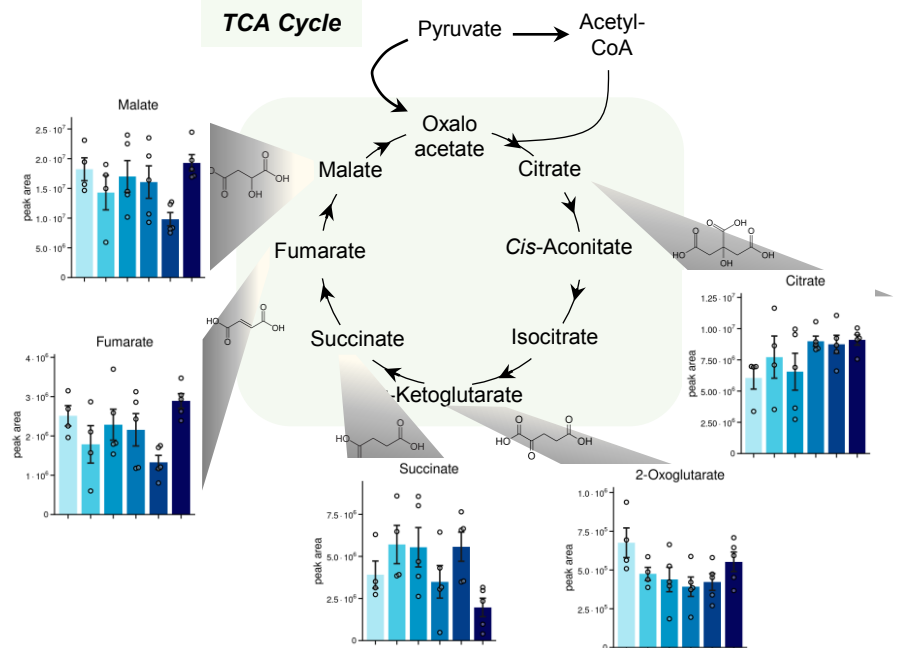 TCA Cycle
Pyruvate
Acetyl-
CoA
Oxalo
acetate
Malate
Citrate
Fumarate
Cis-Aconitate
Succinate
Isocitrate
-Ketoglutarate
Malate
peak area
2.5·10⁷
2.0·10⁷
1.5·10⁷
1.0·10⁷
5.0·10⁶
0
O
OH
O
OH
Fumarate
peak area
4·10⁶
3·10⁶
2·10⁶
1·10⁶
0
HO
O
O
OH
Succinate
peak area
7.5·10⁶
5.0·10⁶
2.5·10⁶
0
HO
O
O
OH
2-Oxoglutarate
peak area
1.0·10⁶
7.5·10⁵
5.0·10⁵
2.5·10⁵
0
O
O
HO
O
OH
Citrate
peak area
1.25·10⁷
1.00·10⁷
7.50·10⁶
5.00·10⁶
2.50·10⁶
0
O
OH
O
O
HO
OH
OH